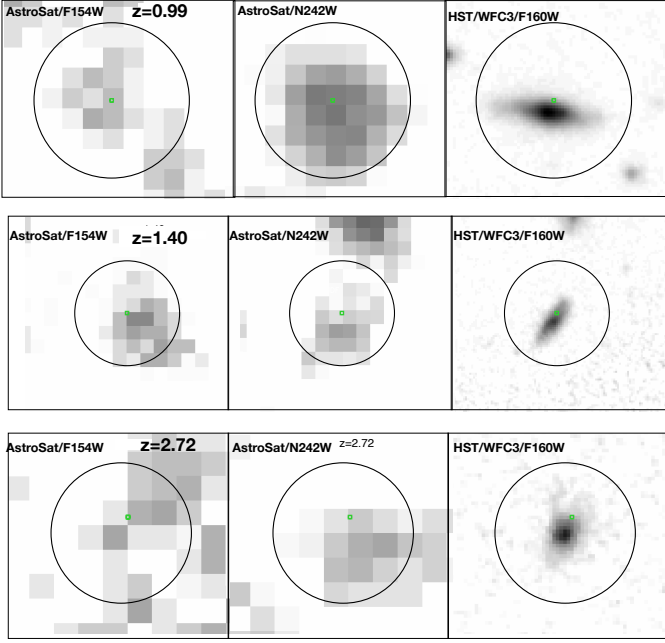 AstroSat/F154W z=0.99 AstroSat/N242W HST/WFC3/F160W
AstroSat/F154W z=1.40 AstroSat/N242W HST/WFC3/F160W
AstroSat/F154W z=2.72 AstroSat/N242W z=2.72 HST/WFC3/F160W